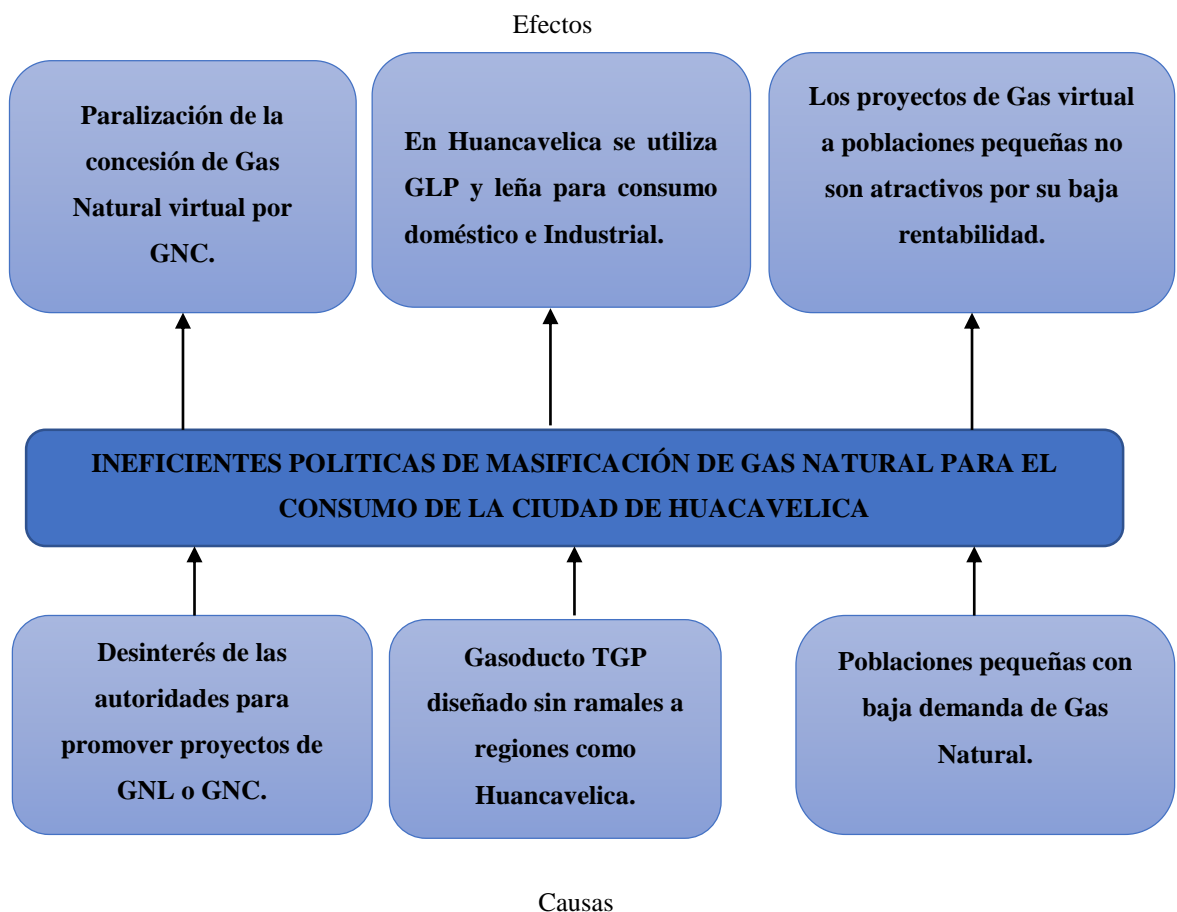 Efectos
Paralización de la
concesión de Gas
Natural virtual por
GNC.
En Huancavelica se utiliza
GLP y leña para consumo
doméstico e Industrial.
Los proyectos de Gas virtual
a poblaciones pequeñas no
son atractivos por su baja
rentabilidad.
INEFICIENTES POLITICAS DE MASIFICACIÓN DE GAS NATURAL PARA EL
CONSUMO DE LA CIUDAD DE HUACAVELICA
Desinterés de las
autoridades para
promover proyectos de
GNL o GNC.
Gasoducto TGP
diseñado sin ramales a
regiones como
Huancavelica.
Poblaciones pequeñas con
baja demanda de Gas
Natural.
Causas